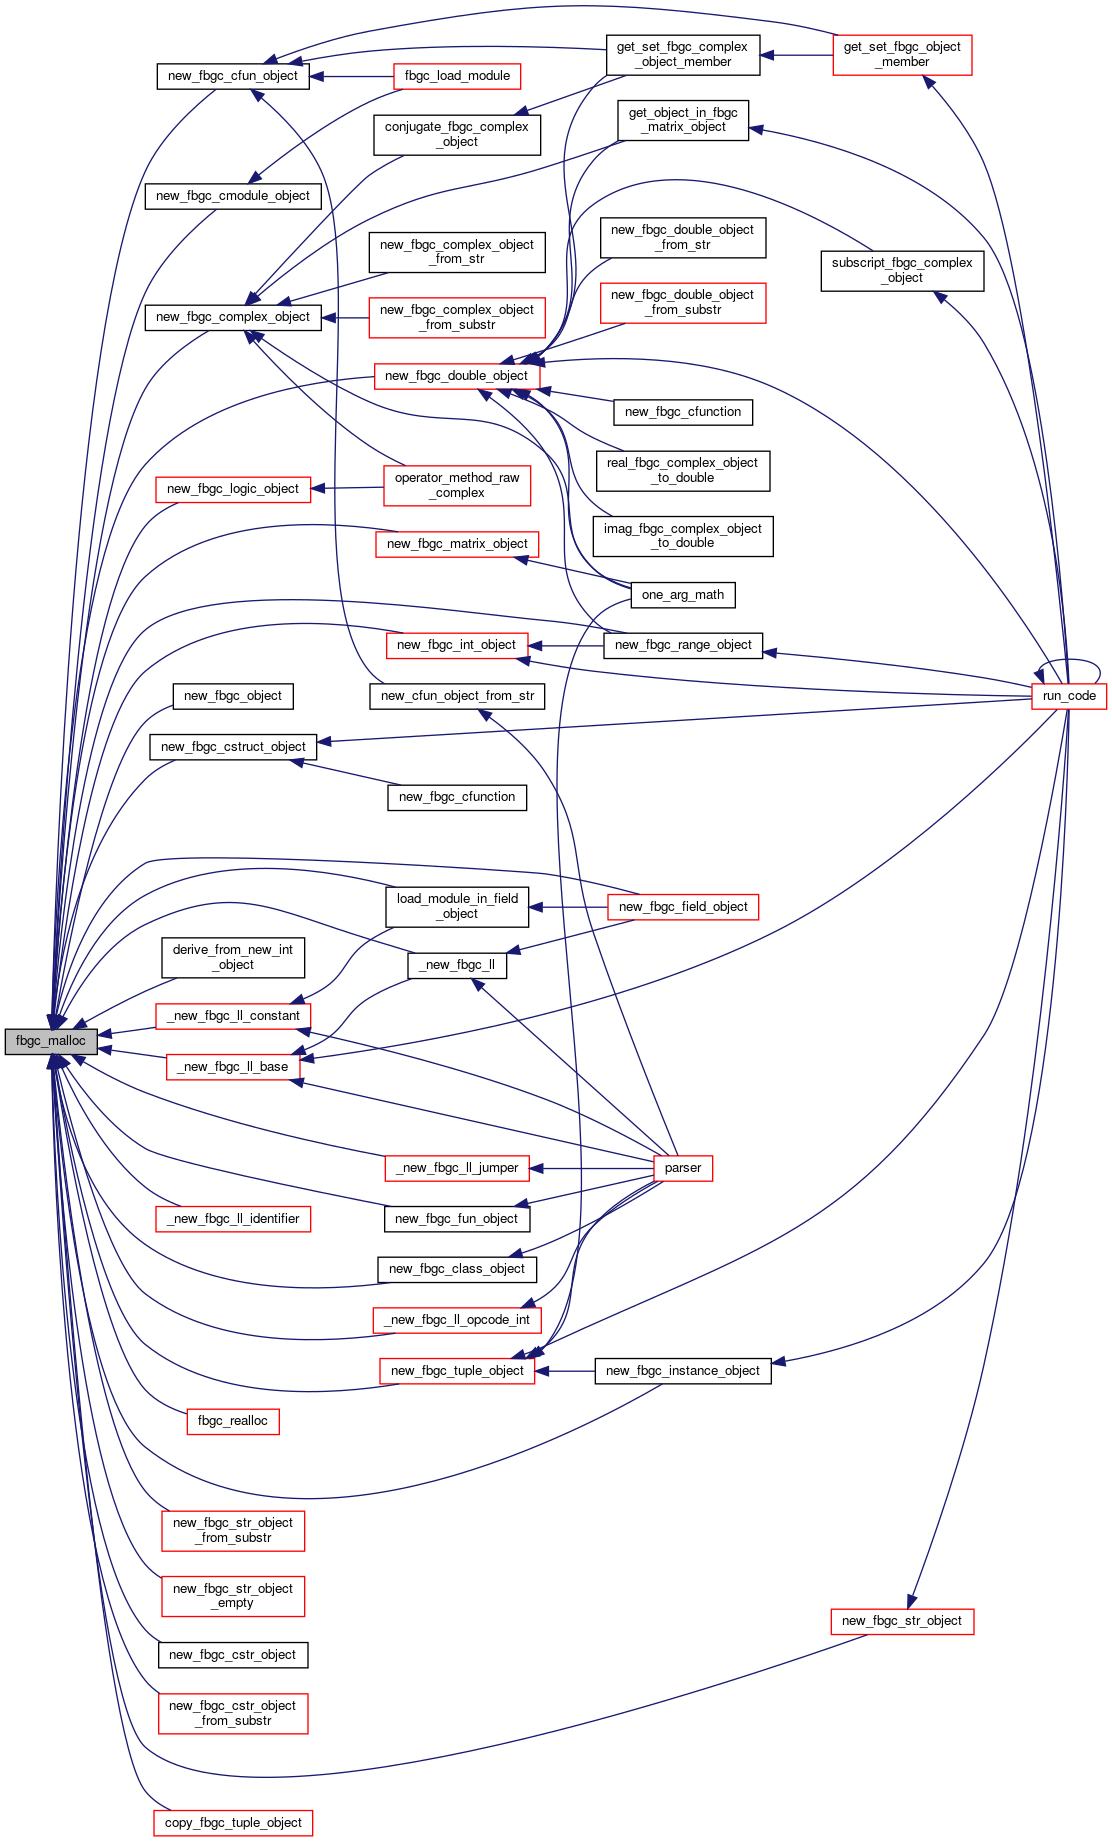 get_set_fbgc_complex
_object_member
get_set_fbgc_object
_member
new_fbgc_cfun_object
fbgc_load_module
get_object_in_fbgc
_matrix_object
conjugate_fbgc_complex
_object
new_fbgc_cmodule_object
new_fbgc_double_object
_from_str
new_fbgc_complex_object
_from_str
subscript_fbgc_complex
_object
new_fbgc_double_object
_from_substr
new_fbgc_complex_object
new_fbgc_complex_object
_from_substr
new_fbgc_double_object
new_fbgc_cfunction
real_fbgc_complex_object
_to_double
operator_method_raw
_complex
new_fbgc_logic_object
imag_fbgc_complex_object
_to_double
new_fbgc_matrix_object
one_arg_math
new_fbgc_int_object
new_fbgc_range_object
new_fbgc_object
new_cfun_object_from_str
run_code
new_fbgc_cstruct_object
new_fbgc_cfunction
load_module_in_field
_object
new_fbgc_field_object
derive_from_new_int
_object
_new_fbgc_ll
_new_fbgc_ll_constant
fbgc_malloc
_new_fbgc_ll_base
_new_fbgc_ll_jumper
parser
_new_fbgc_ll_identifier
new_fbgc_fun_object
new_fbgc_class_object
_new_fbgc_ll_opcode_int
new_fbgc_tuple_object
new_fbgc_instance_object
fbgc_realloc
new_fbgc_str_object
_from_substr
new_fbgc_str_object
_empty
new_fbgc_str_object
new_fbgc_cstr_object
new_fbgc_cstr_object
_from_substr
copy_fbgc_tuple_object